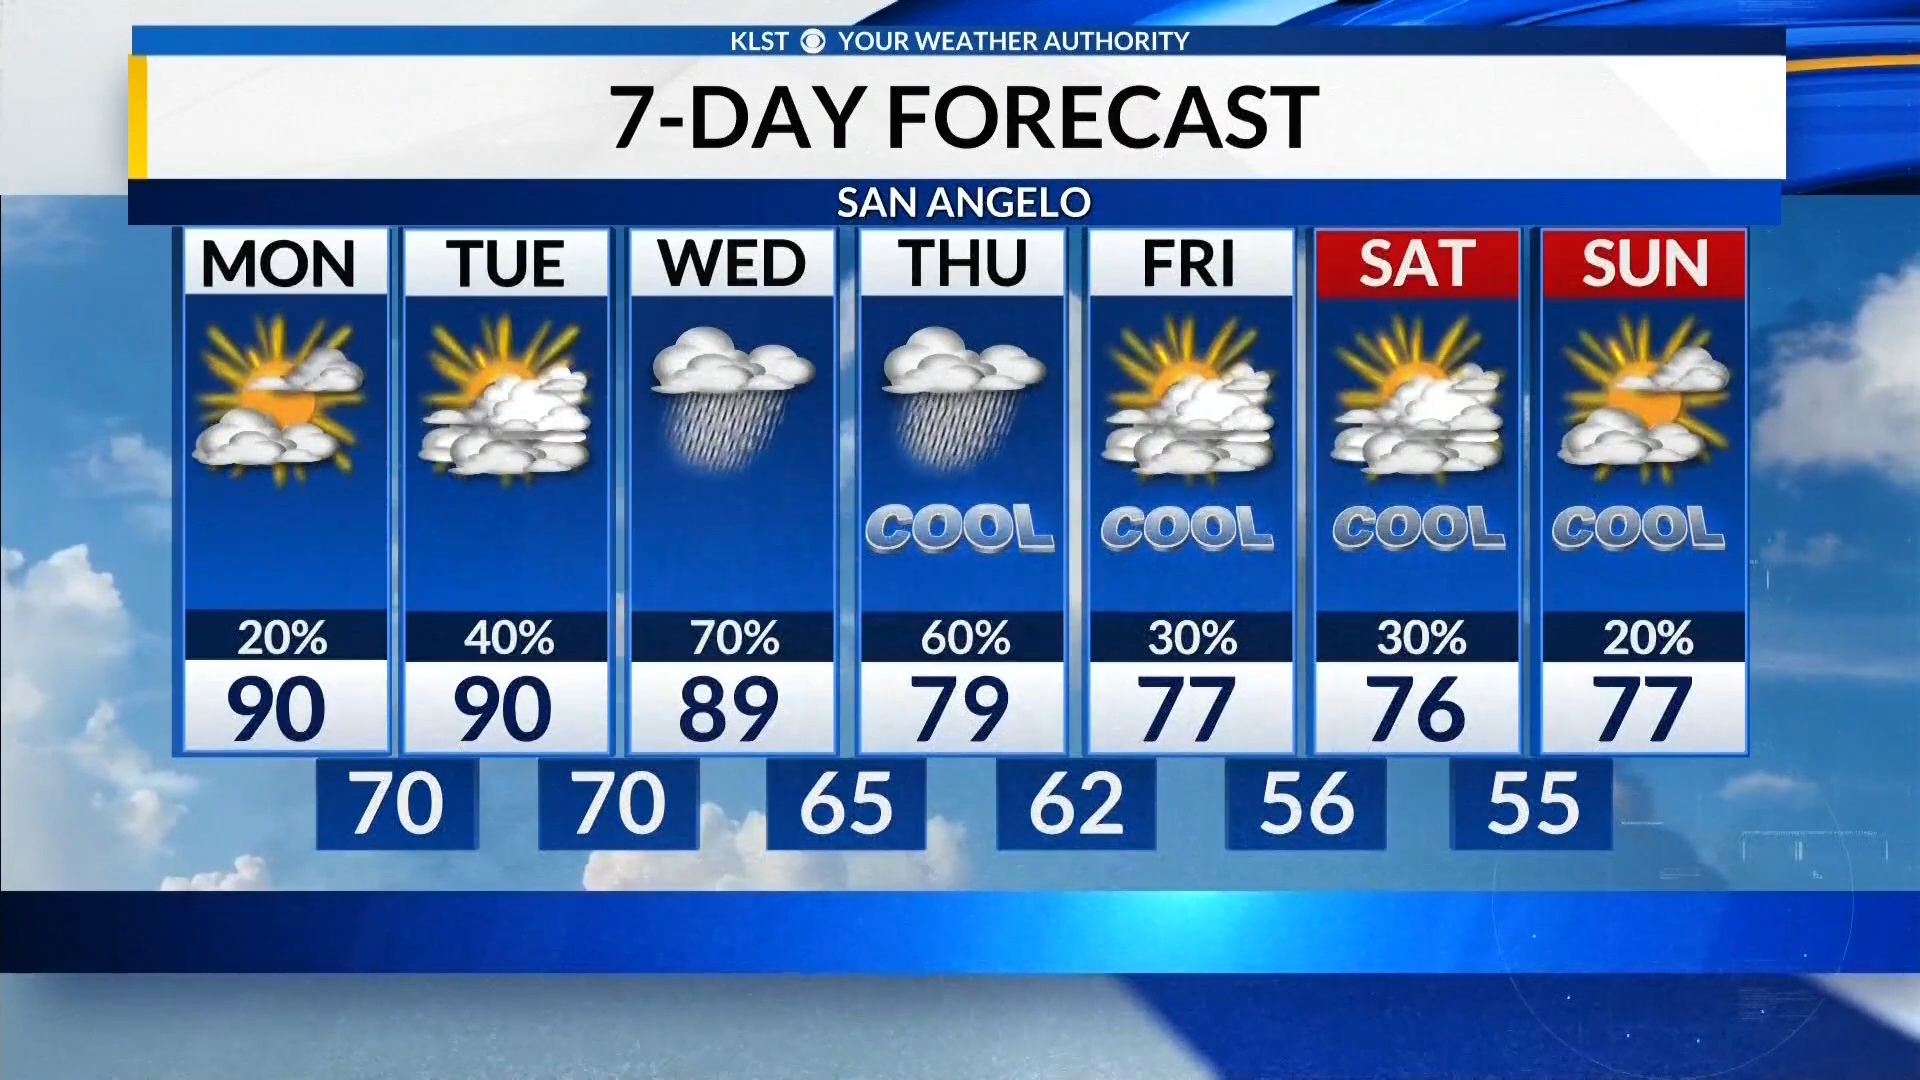 KLST YOUR WEATHER AUTHORITY
7-DAY FORECAST
SAN ANGELO
MON TUE WED THU FRI SAT SUN
COOL COOL COOL COOL
20% 40% 70% 60% 30% 30% 20%
90 90 89 79 77 76 77
70 70 65 62 56 55